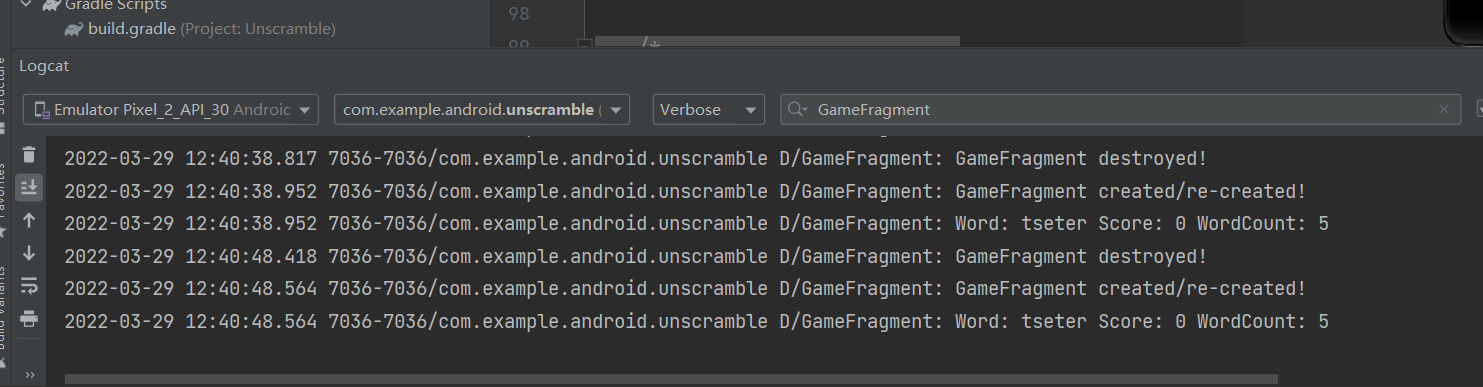 Gradle Scripts
build.gradle (Project: Unscramble)
98
99
/*
Logcat
Emulator Pixel_2_API_30 Androic
com.example.android.unscramble (
Verbose
GameFragment
2022-03-29 12:40:38.817 7036-7036/com.example.android.unscramble D/GameFragment: GameFragment destroyed!
2022-03-29 12:40:38.952 7036-7036/com.example.android.unscramble D/GameFragment: GameFragment created/re-created!
2022-03-29 12:40:38.952 7036-7036/com.example.android.unscramble D/GameFragment: Word: tseter Score: 0 WordCount: 5
2022-03-29 12:40:48.418 7036-7036/com.example.android.unscramble D/GameFragment: GameFragment destroyed!
2022-03-29 12:40:48.564 7036-7036/com.example.android.unscramble D/GameFragment: GameFragment created/re-created!
2022-03-29 12:40:48.564 7036-7036/com.example.android.unscramble D/GameFragment: Word: tseter Score: 0 WordCount: 5
Structure
Favorites
Build Variants